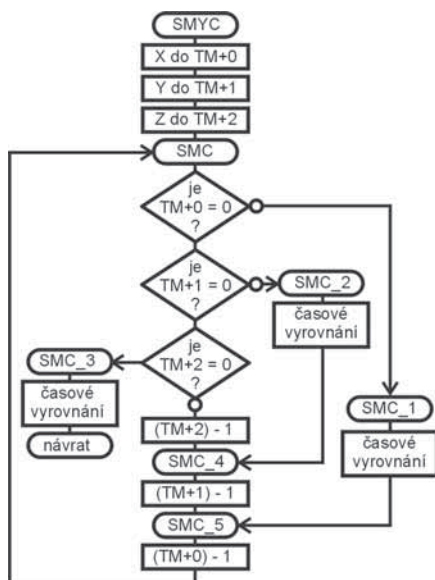 SMYC
X do TM+0
Y do TM+1
Z do TM+2
SMC
je
TM+0 = 0
?
je
TM+1 = 0
?
SMC_2
časové
vyrovnání
je
TM+2 = 0
?
SMC_3
časové
vyrovnání
návrat
SMC_1
časové
vyrovnání
(TM+2) - 1
SMC_4
(TM+1) - 1
SMC_5
(TM+0) - 1